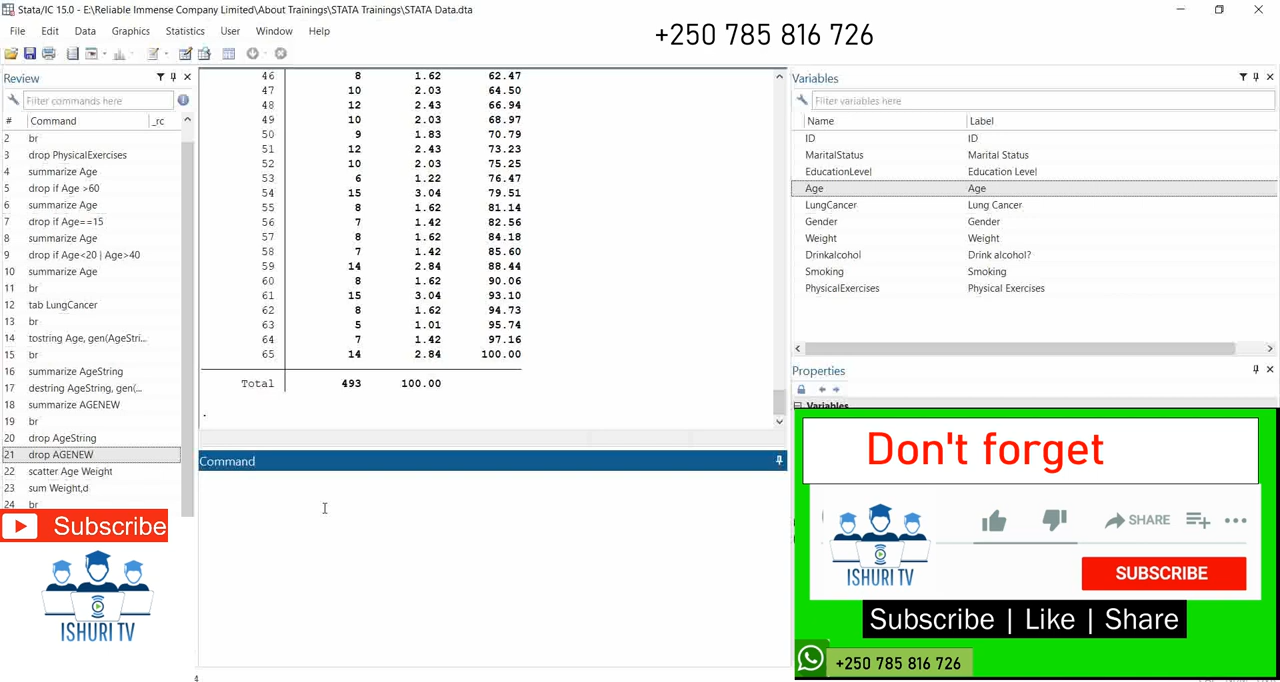 Stata/IC 15.0 - E:\Reliable Immense Company Limited\About Trainings\STATA Trainings\STATA Data.dta
+250 785 816 726
File Edit Data Graphics Statistics User Window Help
Review
Filter commands here
# Command _rc
2 br
3 drop PhysicalExercises
4 summarize Age
5 drop if Age >60
6 summarize Age
7 drop if Age==15
8 summarize Age
9 drop if Age<20 | Age>40
10 summarize Age
11 br
12 tab LungCancer
13 br
14 tostring Age, gen(AgeStri...
15 br
16 summarize AgeString
17 destring AgeString, gen(...
18 summarize AGENEW
19 br
20 drop AgeString
21 drop AGENEW
22 scatter Age Weight
23 sum Weight,d
24 br
Subscribe
ISHURI TV
46 8 1.62 62.47
47 10 2.03 64.50
48 12 2.43 66.94
49 10 2.03 68.97
50 9 1.83 70.79
51 12 2.43 73.23
52 10 2.03 75.25
53 6 1.22 76.47
54 15 3.04 79.51
55 8 1.62 81.14
56 7 1.42 82.56
57 8 1.62 84.18
58 7 1.42 85.60
59 14 2.84 88.44
60 8 1.62 90.06
61 15 3.04 93.10
62 8 1.62 94.73
63 5 1.01 95.74
64 7 1.42 97.16
65 14 2.84 100.00
Total 493 100.00
.
Command
Variables
Filter variables here
Name Label
ID ID
MaritalStatus Marital Status
EducationLevel Education Level
Age Age
LungCancer Lung Cancer
Gender Gender
Weight Weight
Drinkalcohol Drink alcohol?
Smoking Smoking
PhysicalExercises Physical Exercises
Properties
Variables
Don't forget
ISHURI TV
SHARE
SUBSCRIBE
Subscribe | Like | Share
+250 785 816 726